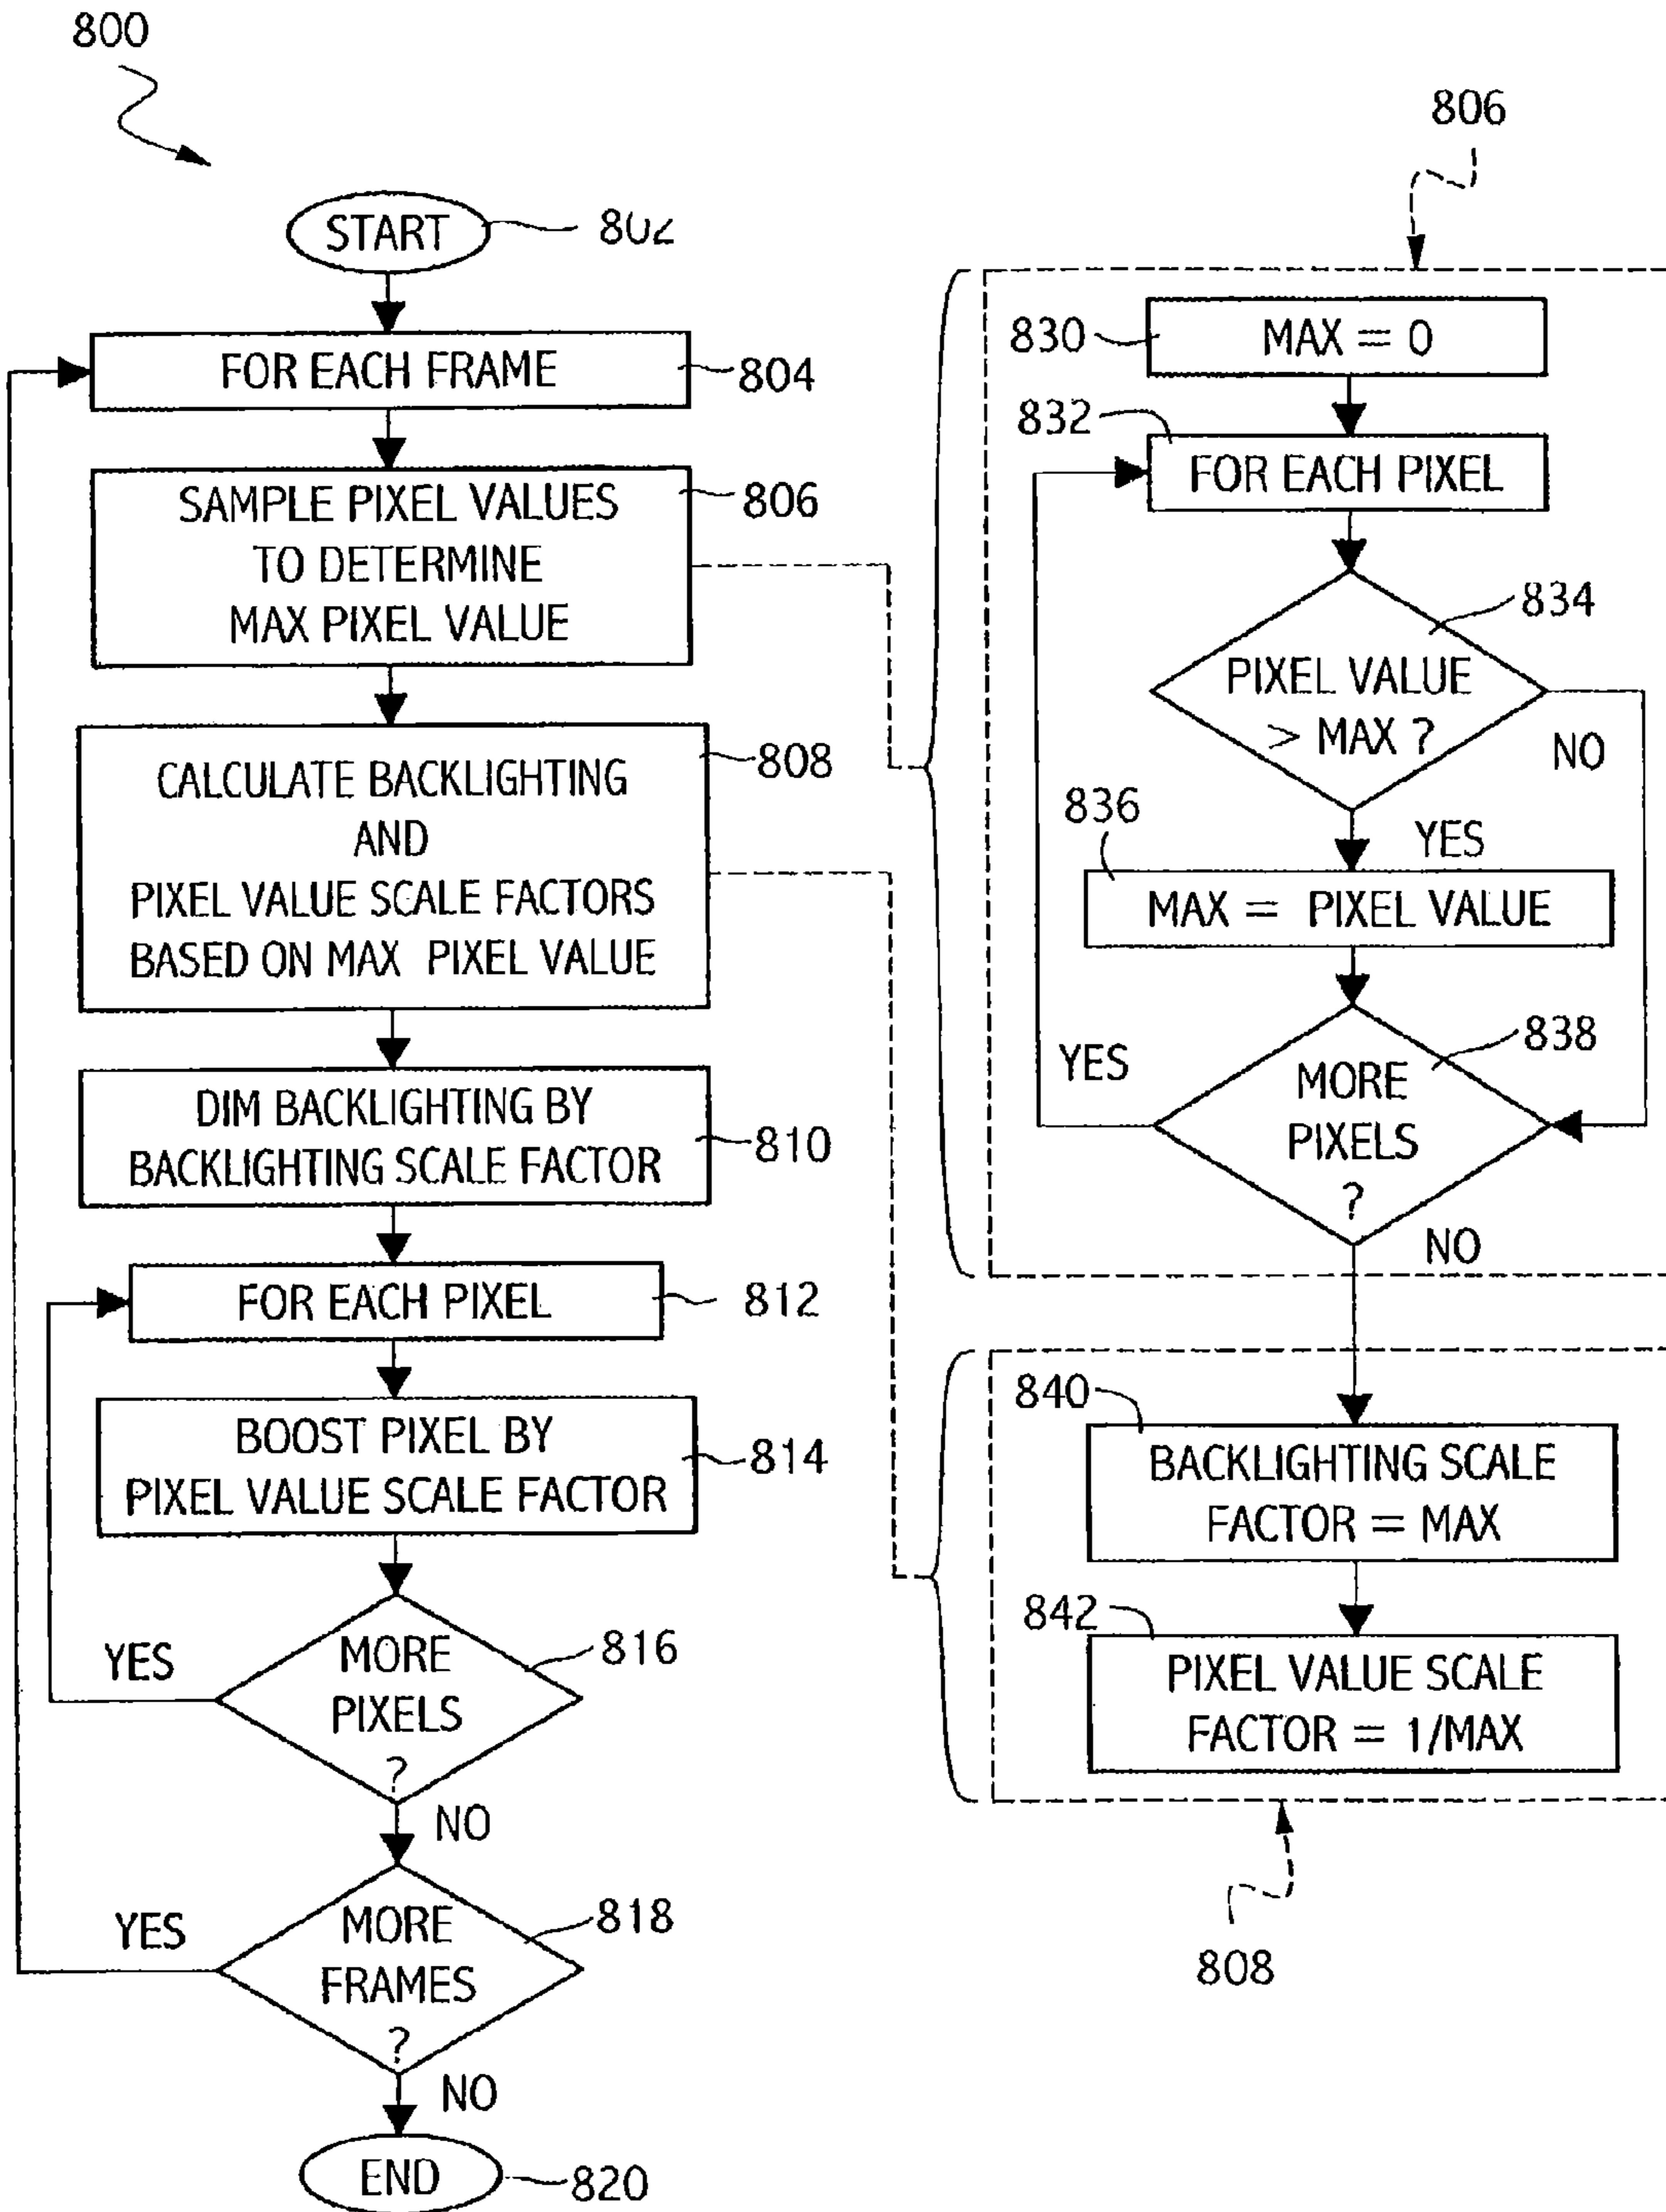 800
START
802
FOR EACH FRAME
804
SAMPLE PIXEL VALUES
TO DETERMINE
MAX PIXEL VALUE
806
CALCULATE BACKLIGHTING
AND
PIXEL VALUE SCALE FACTORS
BASED ON MAX PIXEL VALUE
808
DIM BACKLIGHTING BY
BACKLIGHTING SCALE FACTOR
810
FOR EACH PIXEL
812
BOOST PIXEL BY
PIXEL VALUE SCALE FACTOR
814
MORE
PIXELS
?
816
YES
NO
MORE
FRAMES
?
818
YES
NO
END
820
806
830
MAX = 0
832
FOR EACH PIXEL
834
PIXEL VALUE
> MAX ?
NO
YES
836
MAX = PIXEL VALUE
838
MORE
PIXELS
?
YES
NO
840
BACKLIGHTING SCALE
FACTOR = MAX
842
PIXEL VALUE SCALE
FACTOR = 1/MAX
808